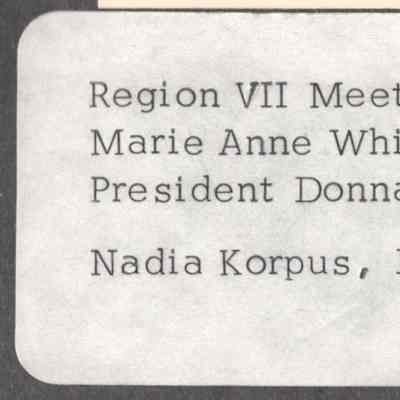 Region VII Meet
Marie Anne Whi
President Donna
Nadia Korpus,